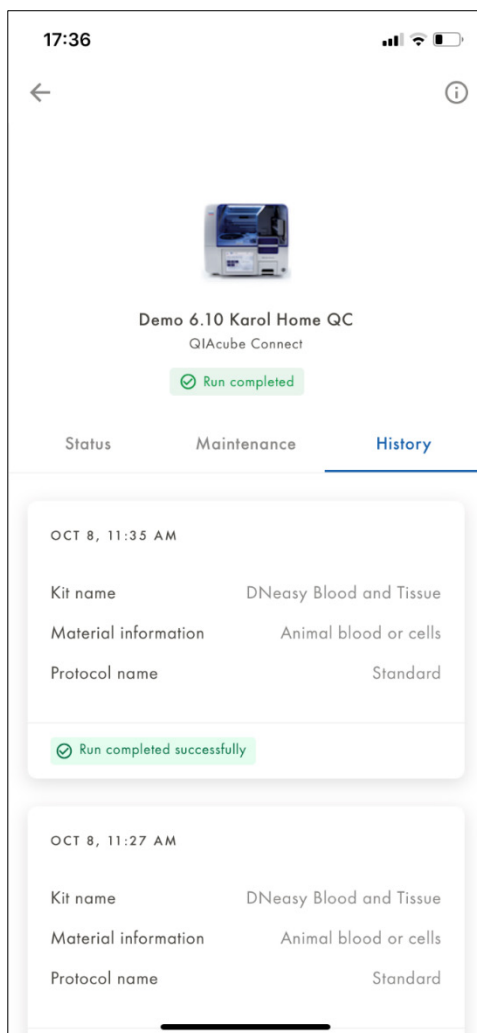 17:36
Demo 6.10 Karol Home QC
QIAcube Connect
Run completed
Status Maintenance History
OCT 8, 11:35 AM
Kit name DNeasy Blood and Tissue
Material information Animal blood or cells
Protocol name Standard
Run completed successfully
OCT 8, 11:27 AM
Kit name DNeasy Blood and Tissue
Material information Animal blood or cells
Protocol name Standard